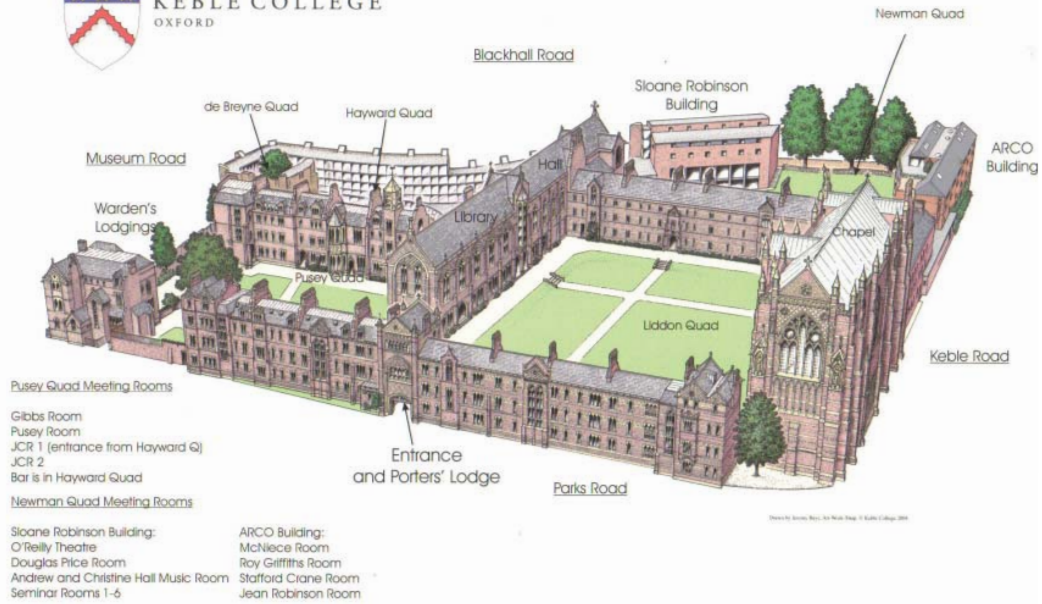 KEBLE COLLEGE
OXFORD
Newman Quad
Blackhall Road
Sloane Robinson
Building
de Breyne Quad
Hayward Quad
ARCO
Building
Museum Road
Hall
Warden's
Lodgings
Library
Chapel
Pusey Quad
Liddon Quad
Keble Road
Entrance
and Porters' Lodge
Parks Road
Pusey Quad Meeting Rooms
Gibbs Room
Pusey Room
JCR 1 (entrance from Hayward Q)
JCR 2
Bar is in Hayward Quad
Newman Quad Meeting Rooms
Sloane Robinson Building:
O'Reilly Theatre
Douglas Price Room
Andrew and Christine Hall Music Room
Seminar Rooms 1-6
ARCO Building:
McNiece Room
Roy Griffiths Room
Stafford Crane Room
Jean Robinson Room